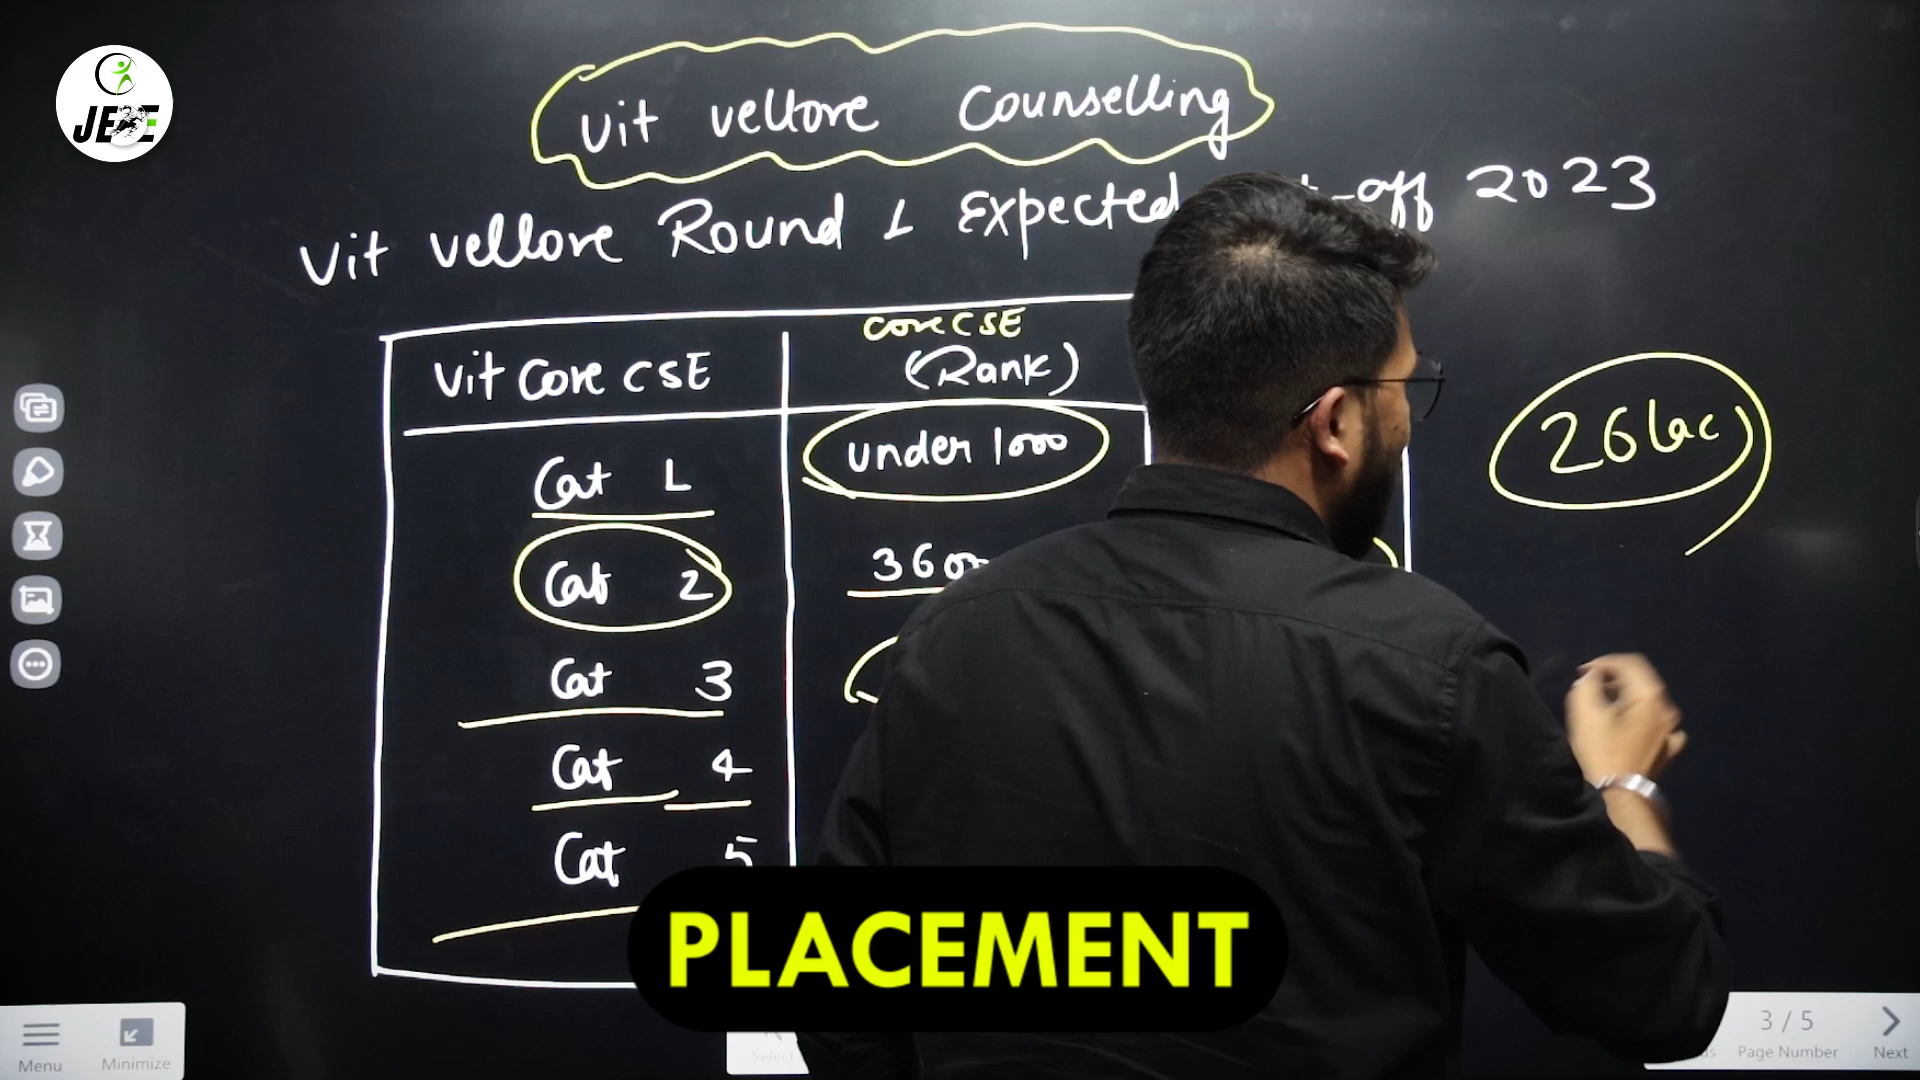 JEE
Vit vellore Counselling
Vit vellore Round 1 Expected off 2023
core CSE
Vit Core CSE (Rank)
Cat 1 under 1000
26 lac
Cat 2
Cat 3
Cat 4
Cat 5
PLACEMENT
Menu Minimize Select 3 / 5 Page Number Next